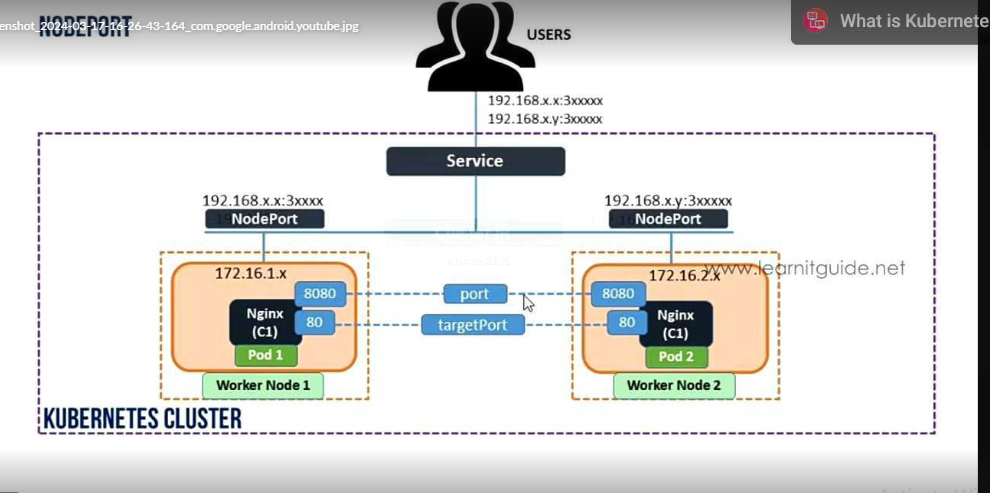 NODEPORT
enshot_2024-03-17-16-26-43-164_com.google.android.youtube.jpg
What is Kubernete
USERS
192.168.x.x:3xxxxx
192.168.x.y:3xxxxx
Service
192.168.x.x:3xxxx
192.168.x.y:3xxxxx
NodePort
NodePort
www.learnitguide.net
172.16.1.x
172.16.2.x
8080
port
8080
Nginx
(C1)
80
targetPort
80
Nginx
(C1)
Pod 1
Pod 2
Worker Node 1
Worker Node 2
KUBERNETES CLUSTER